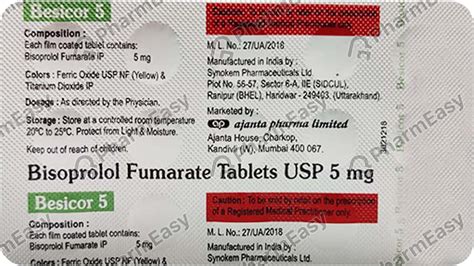 Besicor 5
Composition :
Each film coated tablet contains:
Bisoprolol Fumarate IP 5 mg
Colors : Ferric Oxide USP NF (Yellow) &
Titanium Dioxide IP
Dosage : As directed by the Physician.
Storage : Store at a controlled room temperature
20°C to 25°C. Protect from Light & Moisture.
Keep out of reach of children.
of a Registered Medical Practitioner only.
M. L. No.: 27/UA/2018
Manufactured in India by :
Synokem Pharmaceuticals Ltd
Plot No. 56-57, Sector 6-A, IIE (SIDCUL),
Ranipur (BHEL), Haridwar - 249403. (Uttarakhand)
Marketed by :
ajanta pharma limited
Ajanta House, Charkop,
Kandivli (W), Mumbai 400 067.
Bisoprolol Fumarate Tablets USP 5 mg
Besicor 5
Composition :
Each film coated tablet contains:
Bisoprolol Fumarate IP 5 mg
Colors : Ferric Oxide USP NF (Yellow) &
Caution : To be sold by retail on the prescription
of a Registered Medical Practitioner only.
M. L. No.: 27/UA/2018
Manufactured in India by :
Synokem Pharmaceuticals Ltd
PharmEasy